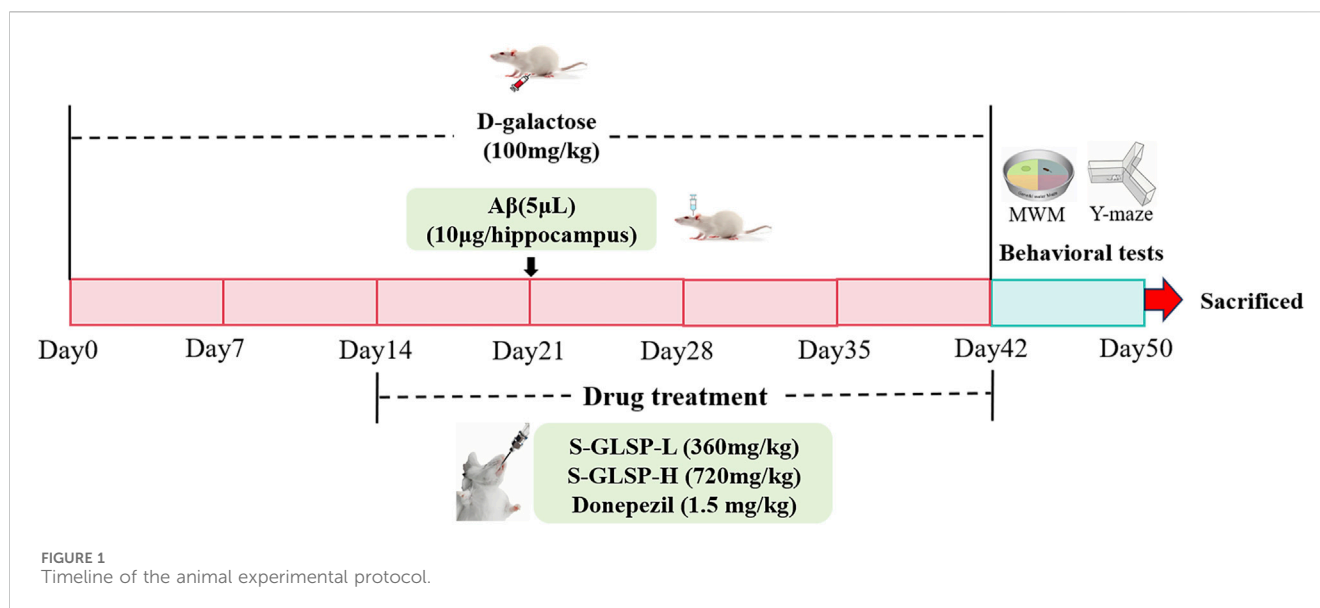 D-galactose
(100mg/kg)
Aβ(5μL)
(10μg/hippocampus)
MWM
Y-maze
Behavioral tests
Sacrificed
Day0
Day7
Day14
Day21
Day28
Day35
Day42
Day50
Drug treatment
S-GLSP-L (360mg/kg)
S-GLSP-H (720mg/kg)
Donepezil (1.5 mg/kg)
FIGURE 1
Timeline of the animal experimental protocol.